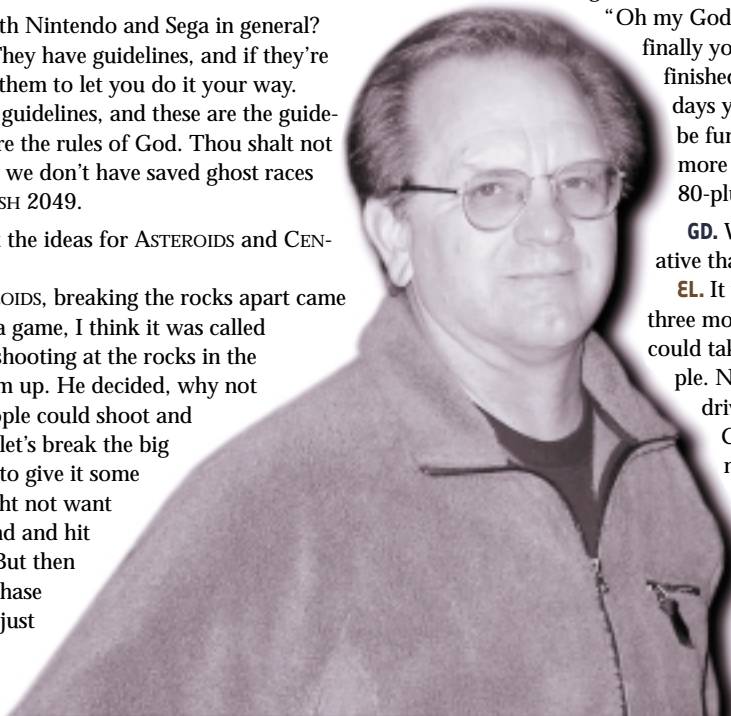 th Nintendo and Sega in general?
They have guidelines, and if they're
them to let you do it your way.
guidelines, and these are the guide-
re the rules of God. Thou shalt not
we don't have saved ghost races
SH 2049.
the ideas for ASTEROIDS and CEN-
OIDS, breaking the rocks apart came
a game, I think it was called
shooting at the rocks in the
m up. He decided, why not
ople could shoot and
let's break the big
to give it some
ht not want
nd and hit
But then
hase
just
“Oh my God
finally yo
finished
days y
be fun
more
80-plu
GD. W
ative tha
EL. It
three mo
could tak
ple. N
driv
C